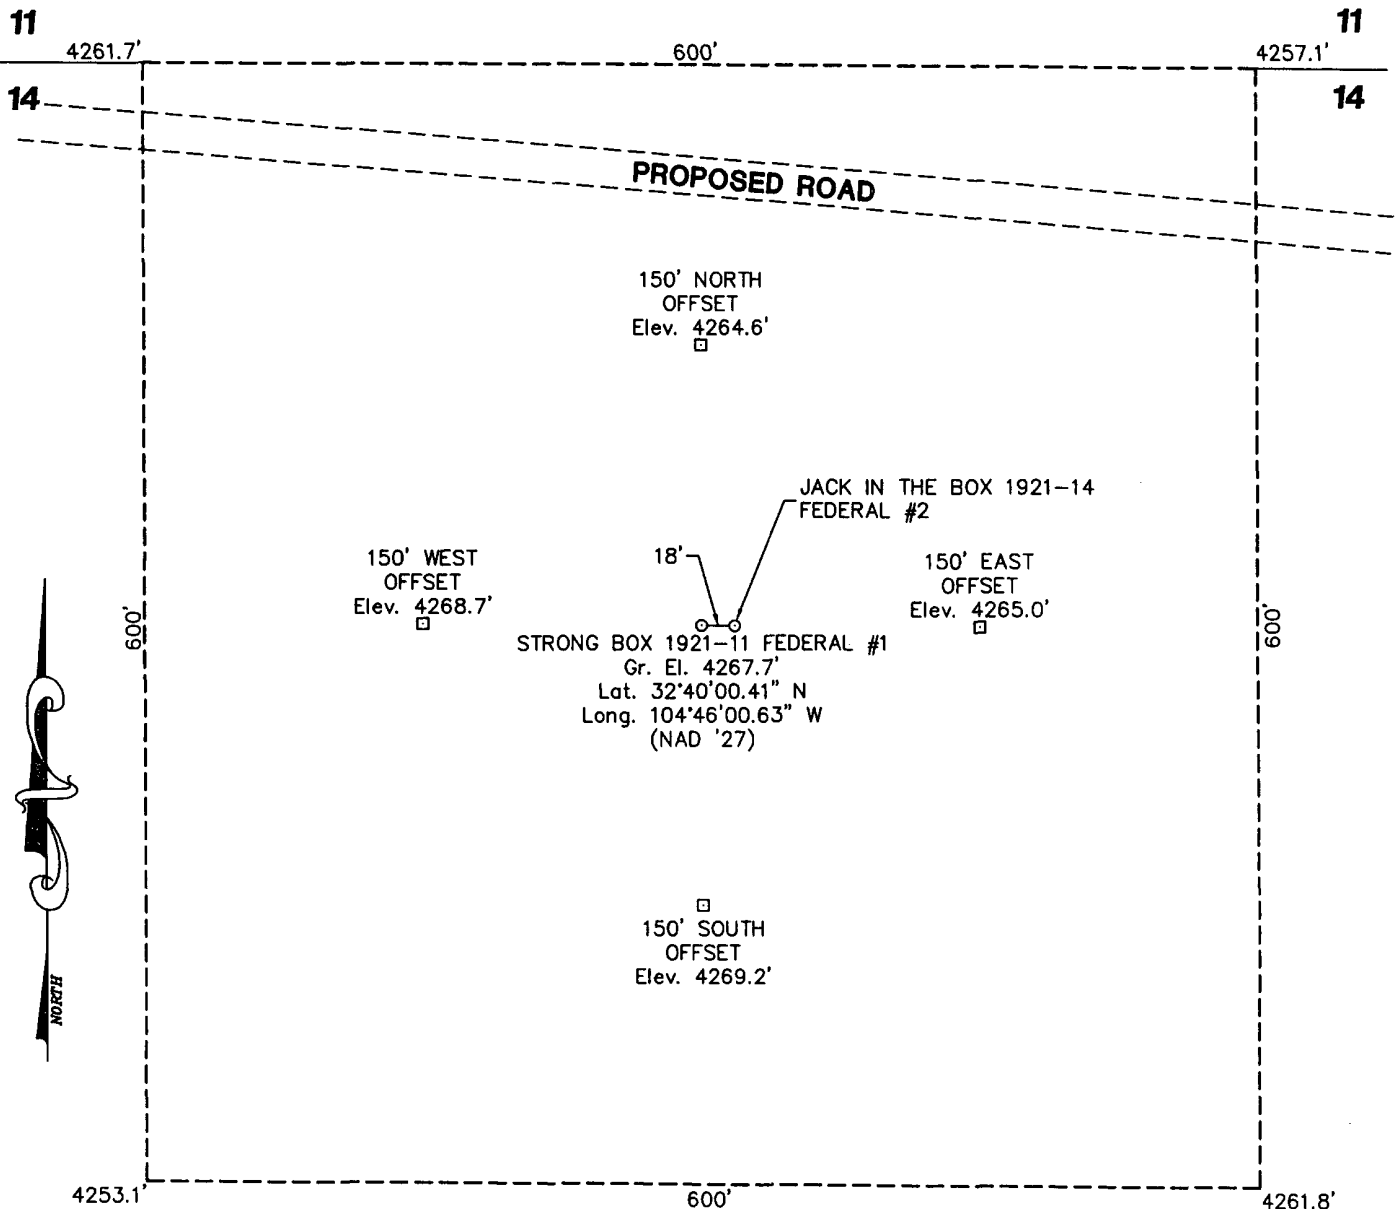 11
11
4261.7'
600'
4257.1'
14
14
PROPOSED ROAD
150' NORTH
OFFSET
Elev. 4264.6'
JACK IN THE BOX 1921-14
FEDERAL #2
18'
150' WEST
OFFSET
Elev. 4268.7'
150' EAST
OFFSET
Elev. 4265.0'
600'
600'
STRONG BOX 1921-11 FEDERAL #1
Gr. El. 4267.7'
Lat. 32°40'00.41" N
Long. 104°46'00.63" W
(NAD '27)
150' SOUTH
OFFSET
Elev. 4269.2'
NORTH
4253.1'
600'
4261.8'